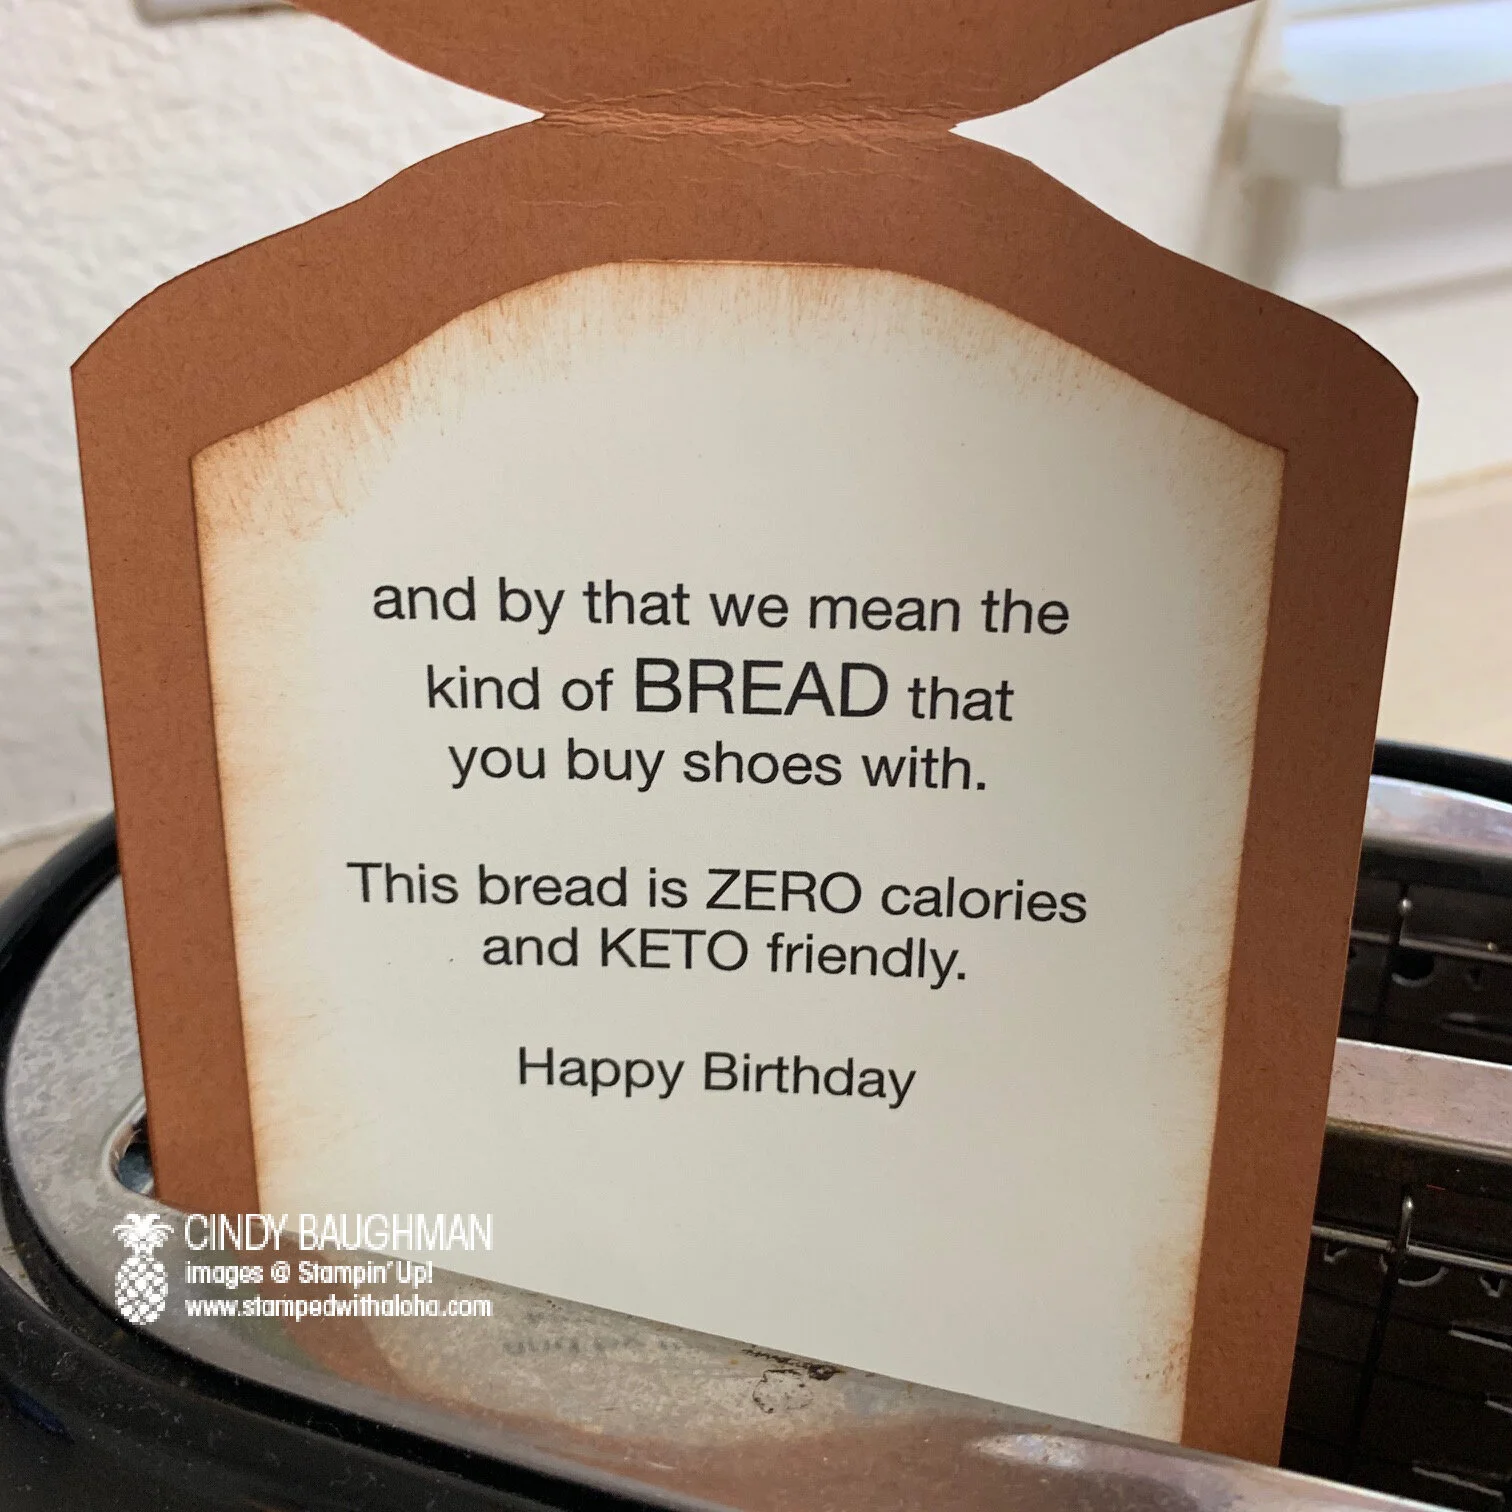 and by that we mean the
kind of BREAD that
you buy shoes with.
This bread is ZERO calories
and KETO friendly.
Happy Birthday
CINDY BAUGHMAN
images @ Stampin' Up!
www.stampedwithaloha.com